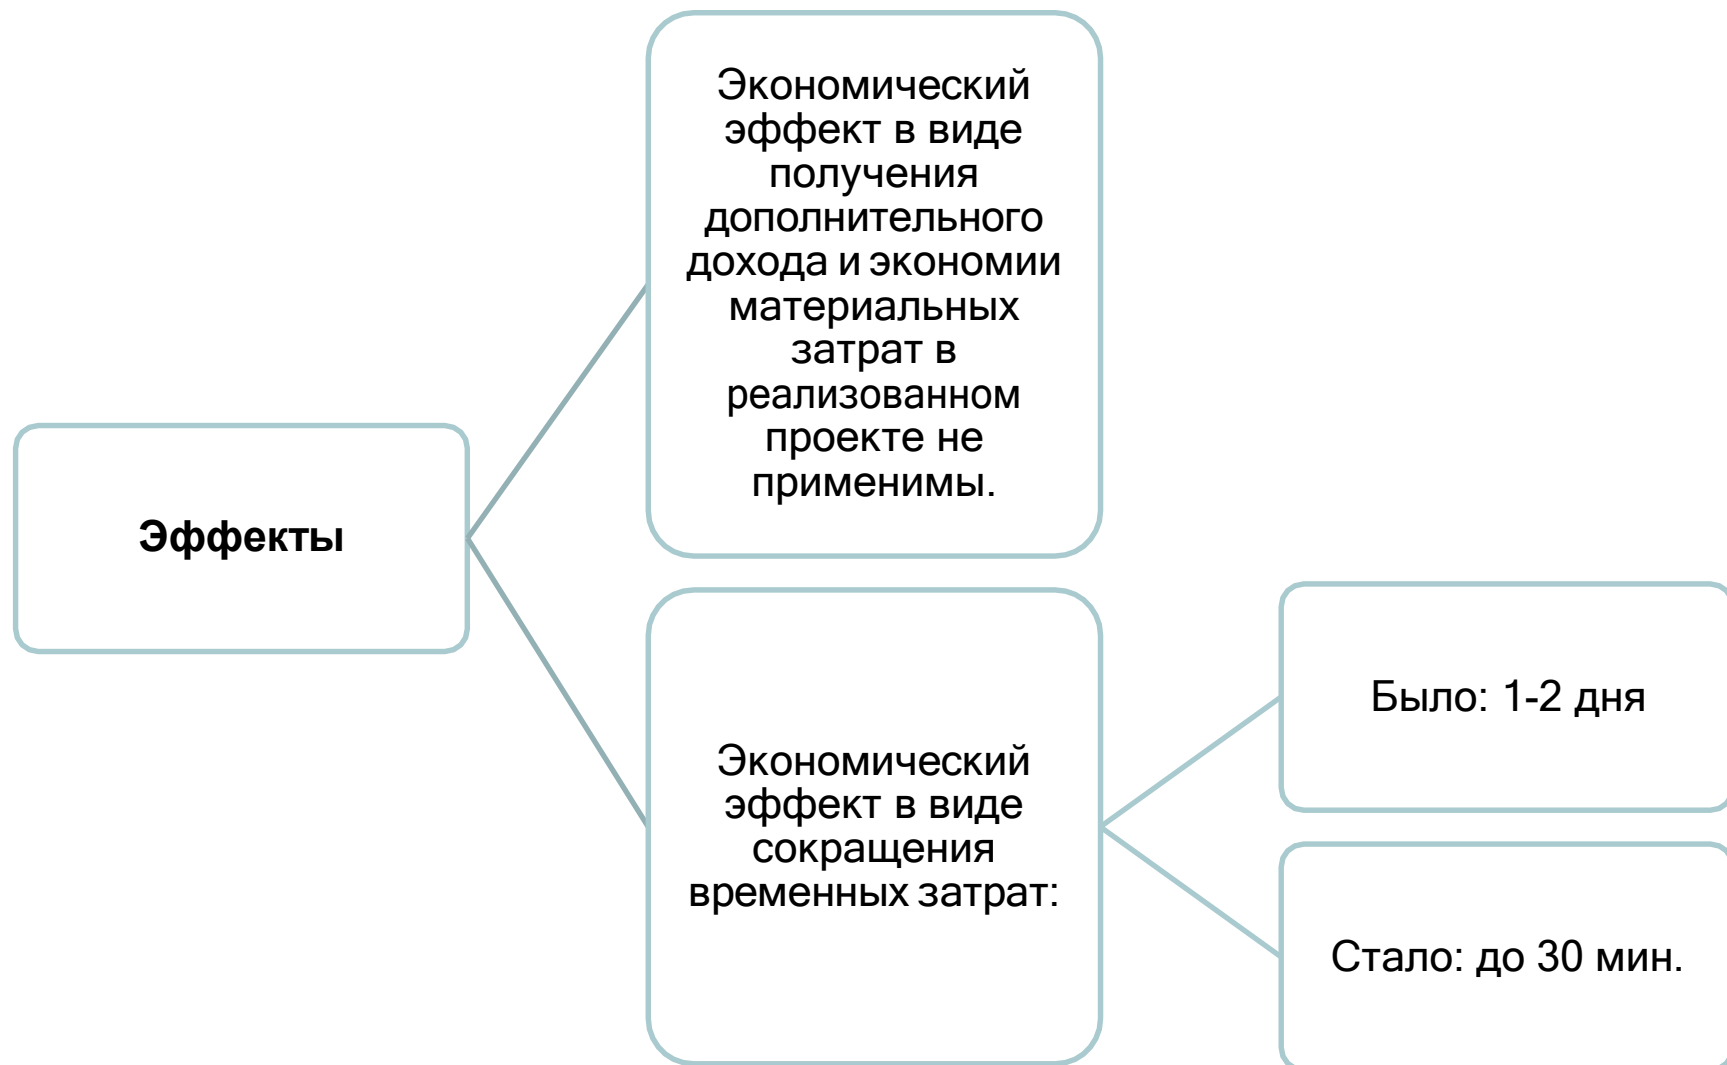 Эффекты
Экономический
эффект в виде
получения
дополнительного
дохода и экономии
материальных
затрат в
реализованном
проекте не
применимы.
Экономический
эффект в виде
сокращения
временных затрат:
Было: 1-2 дня
Стало: до 30 мин.